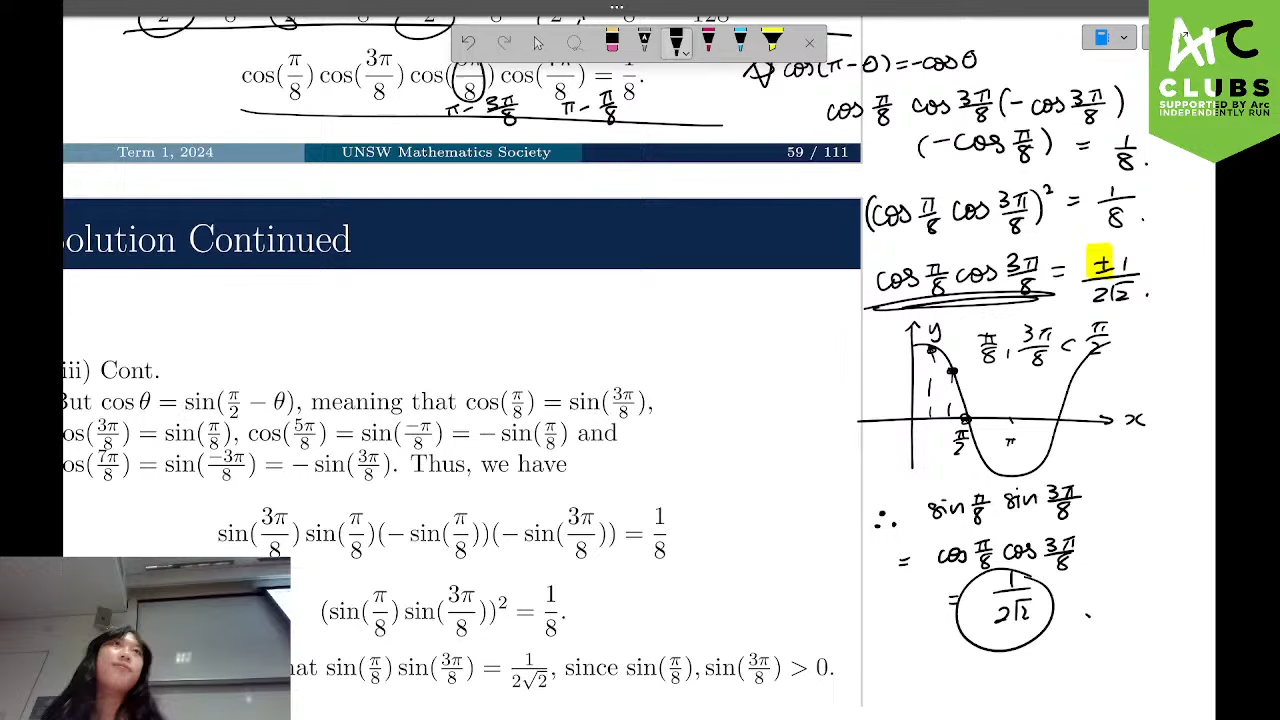 cos(π/8) cos(3π/8) cos(5π/8) cos(7π/8) = 1/8.
π − 3π/8 π − π/8
Term 1, 2024 UNSW Mathematics Society 59 / 111
olution Continued
iii) Cont.
But cos θ = sin(π/2 − θ), meaning that cos(π/8) = sin(3π/8),
cos(3π/8) = sin(π/8), cos(5π/8) = sin(−π/8) = − sin(π/8) and
cos(7π/8) = sin(−3π/8) = − sin(3π/8). Thus, we have
sin(3π/8) sin(π/8)(− sin(π/8))(− sin(3π/8)) = 1/8
(sin(π/8) sin(3π/8))² = 1/8.
hat sin(π/8) sin(3π/8) = 1/2√2, since sin(π/8), sin(3π/8) > 0.
cos(π−θ)=−cosθ
cos π/8 cos 3π/8 (−cos 3π/8)
(−cos π/8) = 1/8.
(cos π/8 cos 3π/8)² = 1/8.
cos π/8 cos 3π/8 = ±1/2√2.
y
π/8, 3π/8 < π/2
x
π/2 π
∴ sin π/8 sin 3π/8
= cos π/8 cos 3π/8
= 1/2√2.
ArC
CLUBS
SUPPORTED BY Arc
INDEPENDENTLY RUN